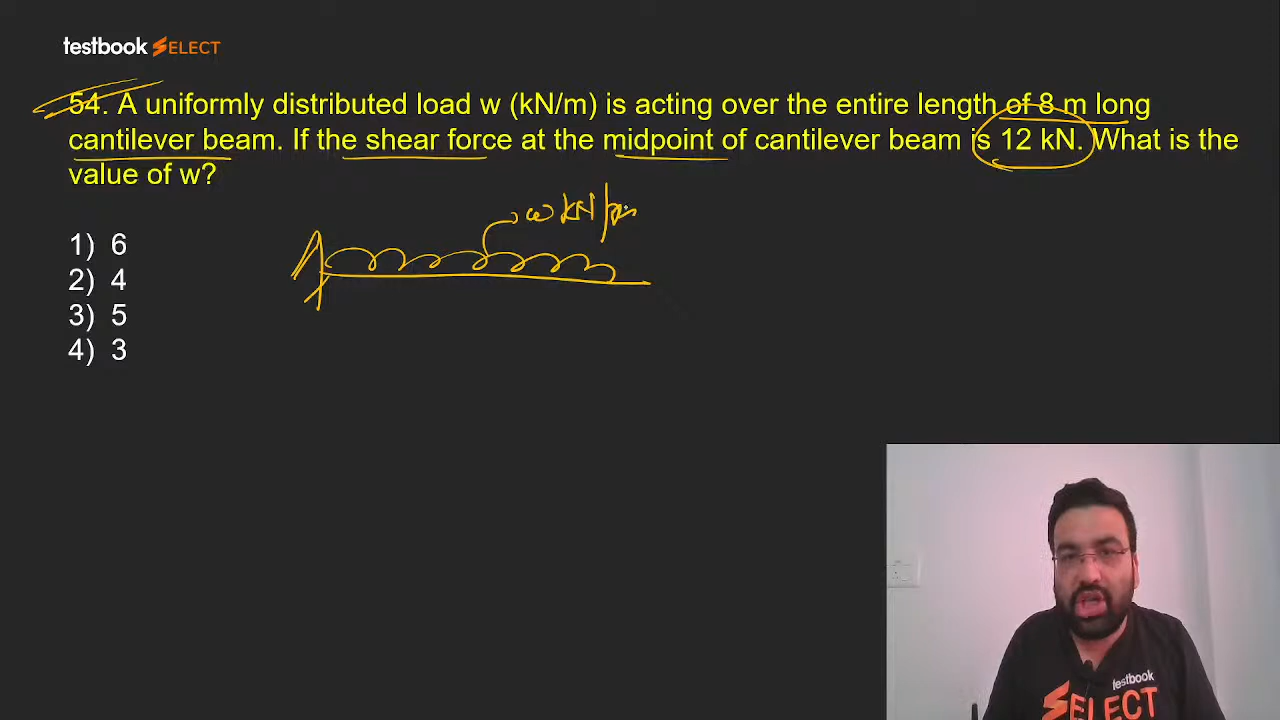 testbook SELECT
54. A uniformly distributed load w (kN/m) is acting over the entire length of 8 m long
cantilever beam. If the shear force at the midpoint of cantilever beam is 12 kN. What is the
value of w?
ω kN/m
1) 6
2) 4
3) 5
4) 3
testbook
SELECT